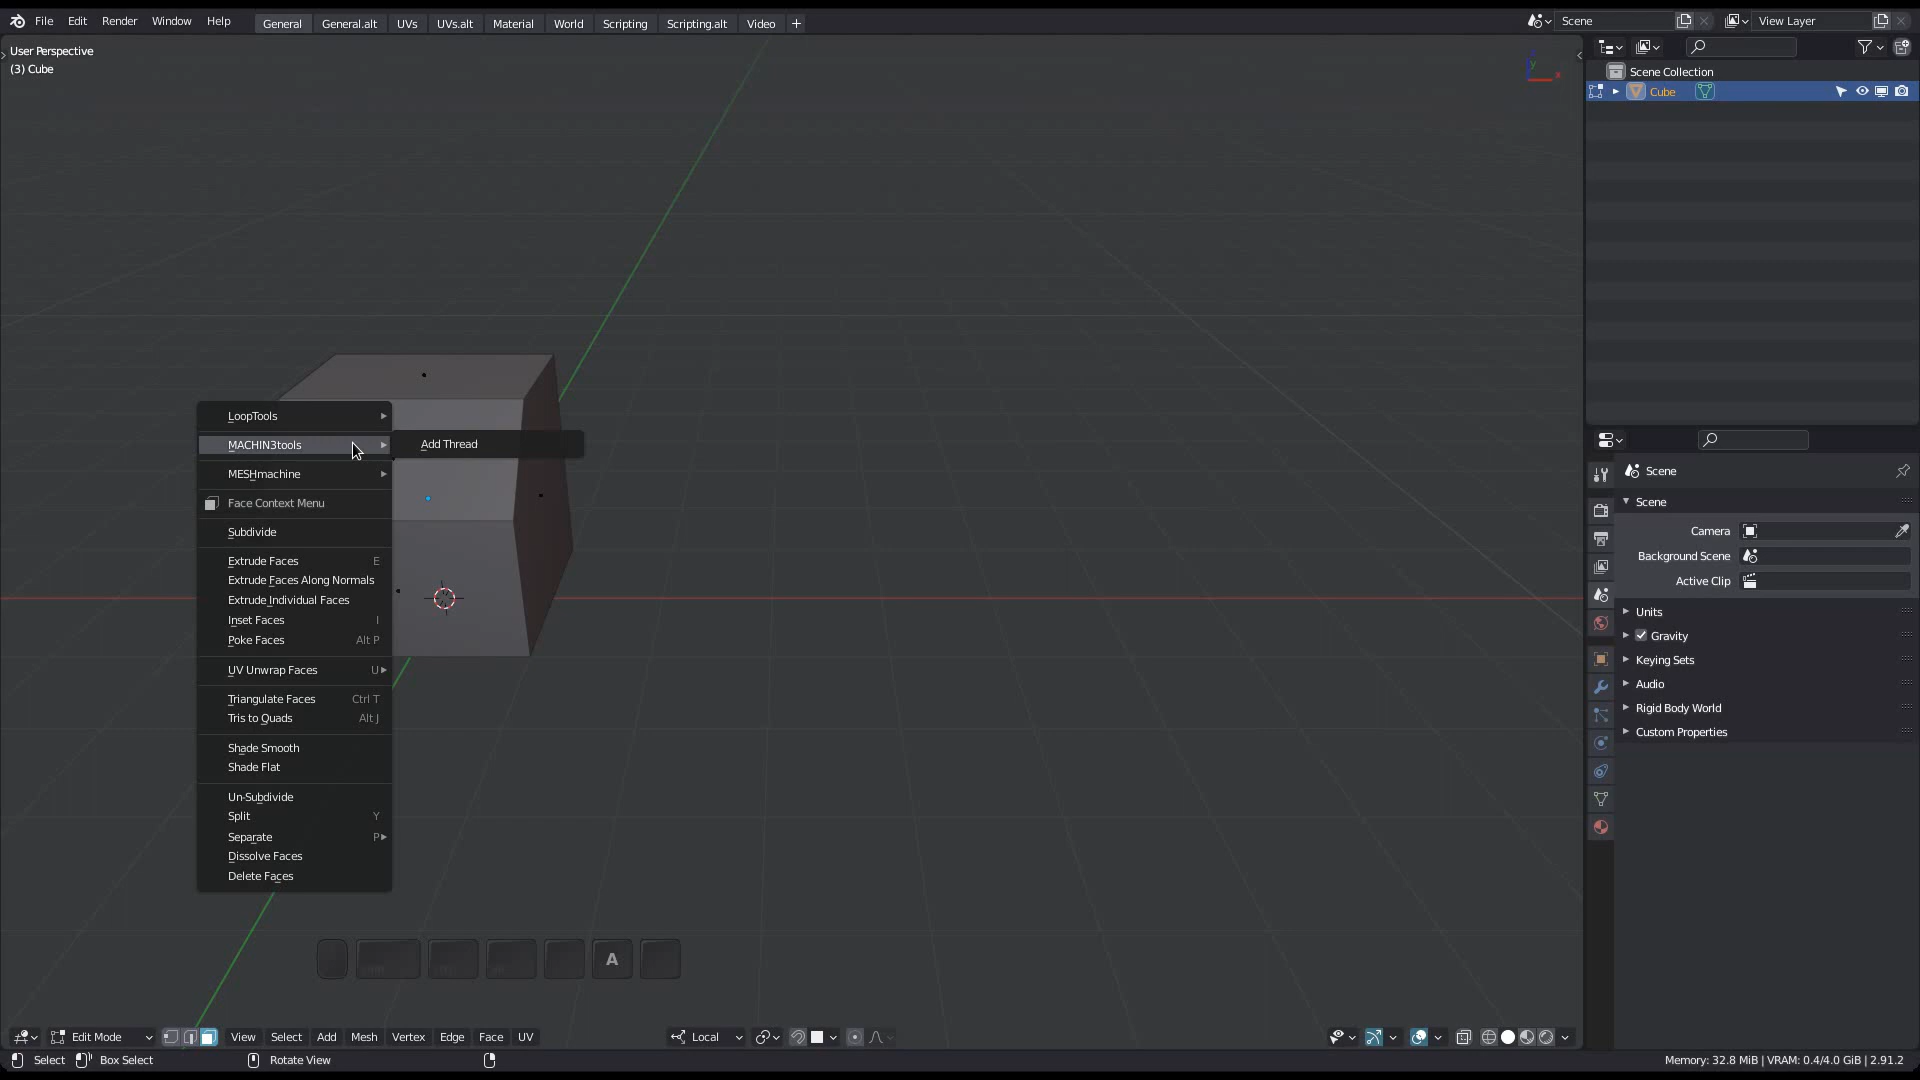 File Edit Render Window Help General General.alt UVs UVs.alt Material World Scripting Scripting.alt Video + Scene View Layer
User Perspective
(3) Cube
y x
Scene Collection
Cube
LoopTools
MACHIN3tools
Add Thread
MESHmachine
Face Context Menu
Subdivide
Extrude Faces E
Extrude Faces Along Normals
Extrude Individual Faces
Inset Faces I
Poke Faces Alt P
UV Unwrap Faces U
Triangulate Faces Ctrl T
Tris to Quads Alt J
Shade Smooth
Shade Flat
Un-Subdivide
Split Y
Separate P
Dissolve Faces
Delete Faces
Scene
Scene
Camera
Background Scene
Active Clip
Units
Gravity
Keying Sets
Audio
Rigid Body World
Custom Properties
A
Edit Mode View Select Add Mesh Vertex Edge Face UV Local
Select Box Select Rotate View Memory: 32.8 MiB | VRAM: 0.4/4.0 GiB | 2.91.2